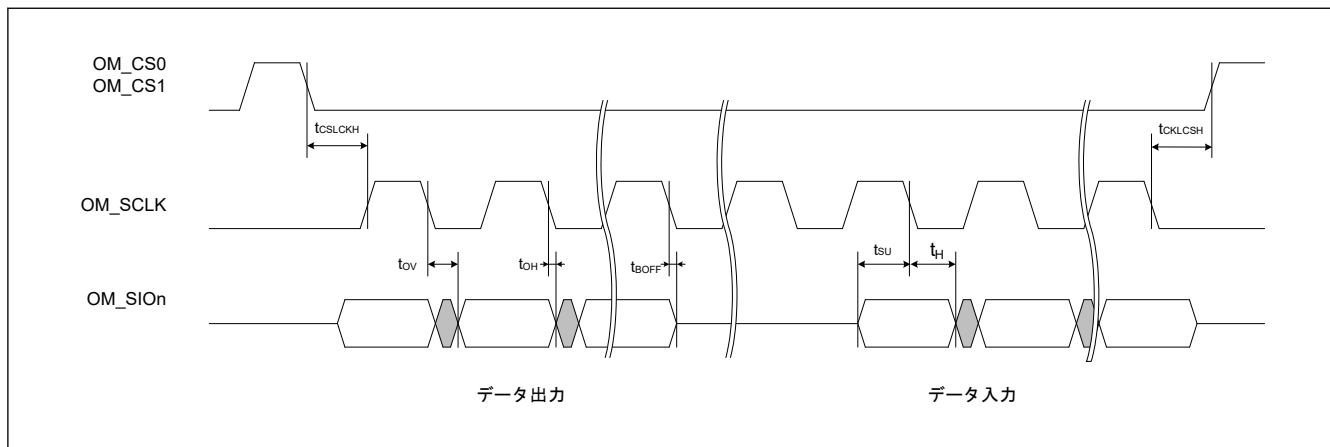 OM_CS0
OM_CS1
tCSLCKH
tCKLCSH
OM_SCLK
tOV
tOH
tBOFF
tSU
tH
OM_SIOn
データ出力
データ入力